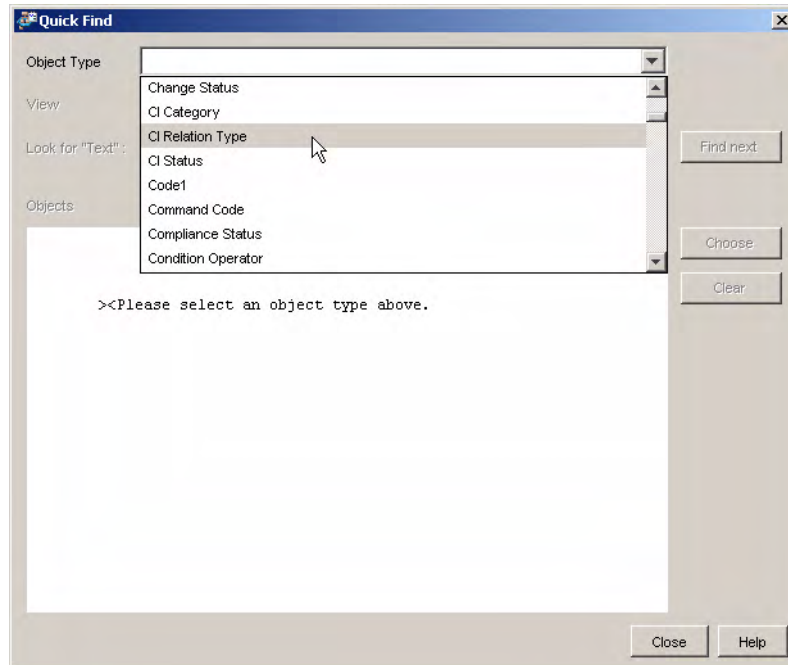 Quick Find
Object Type
Change Status
CI Category
CI Relation Type
CI Status
Code1
Command Code
Compliance Status
Condition Operator
View
Look for "Text" :
Find next
Objects
Choose
Clear
><Please select an object type above.
Close
Help